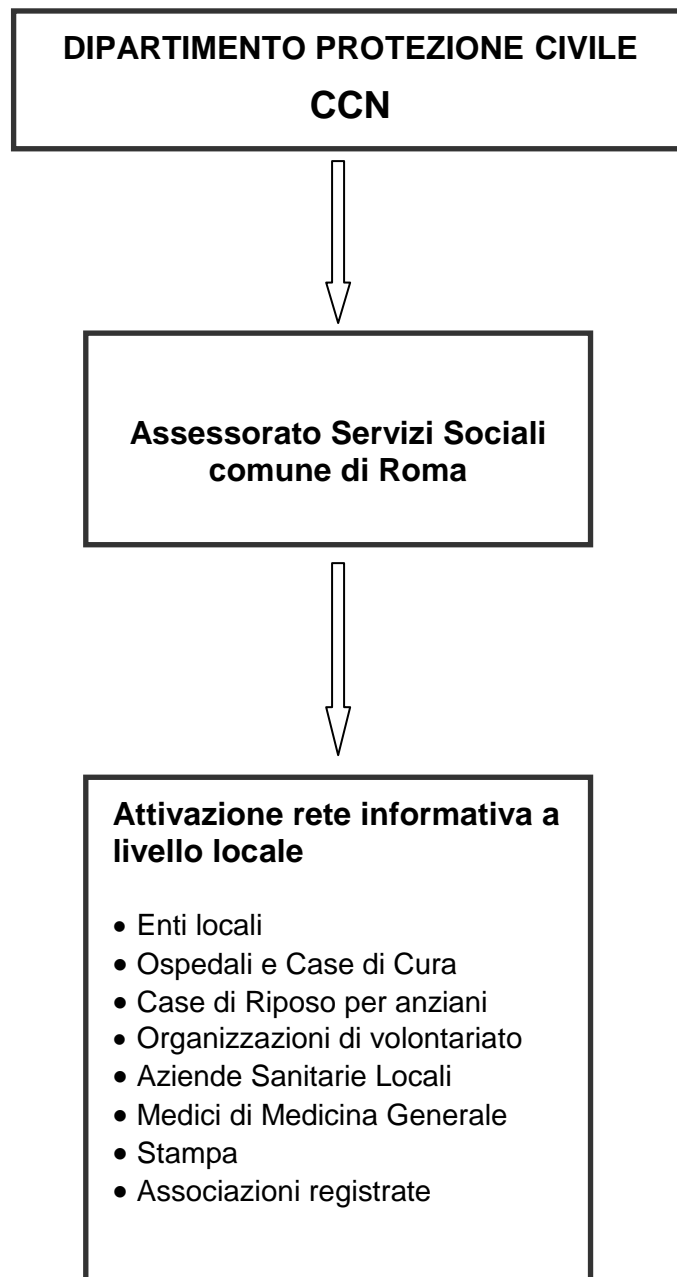 DIPARTIMENTO PROTEZIONE CIVILE
CCN
Assessorato Servizi Sociali
comune di Roma
Attivazione rete informativa a
livello locale
• Enti locali
• Ospedali e Case di Cura
• Case di Riposo per anziani
• Organizzazioni di volontariato
• Aziende Sanitarie Locali
• Medici di Medicina Generale
• Stampa
• Associazioni registrate